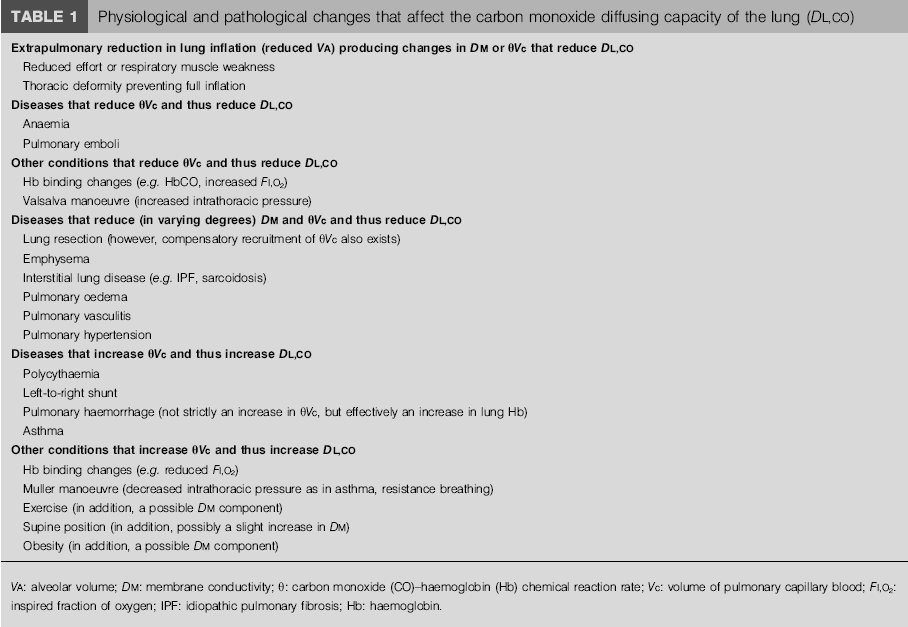 TABLE 1 Physiological and pathological changes that affect the carbon monoxide diffusing capacity of the lung (DL,CO)
Extrapulmonary reduction in lung inflation (reduced VA) producing changes in DM or θVc that reduce DL,CO
Reduced effort or respiratory muscle weakness
Thoracic deformity preventing full inflation
Diseases that reduce θVc and thus reduce DL,CO
Anaemia
Pulmonary emboli
Other conditions that reduce θVc and thus reduce DL,CO
Hb binding changes (e.g. HbCO, increased FI,O₂)
Valsalva manoeuvre (increased intrathoracic pressure)
Diseases that reduce (in varying degrees) DM and θVc and thus reduce DL,CO
Lung resection (however, compensatory recruitment of θVc also exists)
Emphysema
Interstitial lung disease (e.g. IPF, sarcoidosis)
Pulmonary oedema
Pulmonary vasculitis
Pulmonary hypertension
Diseases that increase θVc and thus increase DL,CO
Polycythaemia
Left-to-right shunt
Pulmonary haemorrhage (not strictly an increase in θVc, but effectively an increase in lung Hb)
Asthma
Other conditions that increase θVc and thus increase DL,CO
Hb binding changes (e.g. reduced FI,O₂)
Muller manoeuvre (decreased intrathoracic pressure as in asthma, resistance breathing)
Exercise (in addition, a possible DM component)
Supine position (in addition, possibly a slight increase in DM)
Obesity (in addition, a possible DM component)
VA: alveolar volume; DM: membrane conductivity; θ: carbon monoxide (CO)–haemoglobin (Hb) chemical reaction rate; Vc: volume of pulmonary capillary blood; FI,O₂:
inspired fraction of oxygen; IPF: idiopathic pulmonary fibrosis; Hb: haemoglobin.